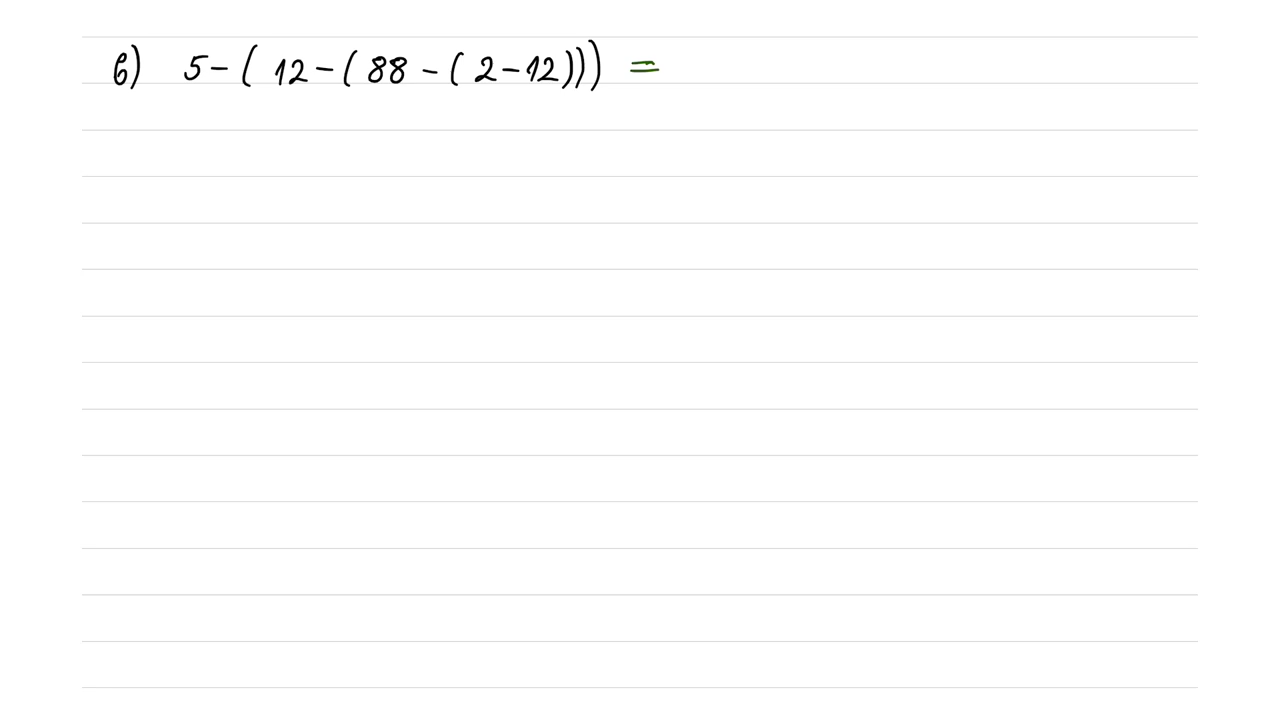 в) 5 - ( 12 - ( 88 - ( 2 - 12 ))) =